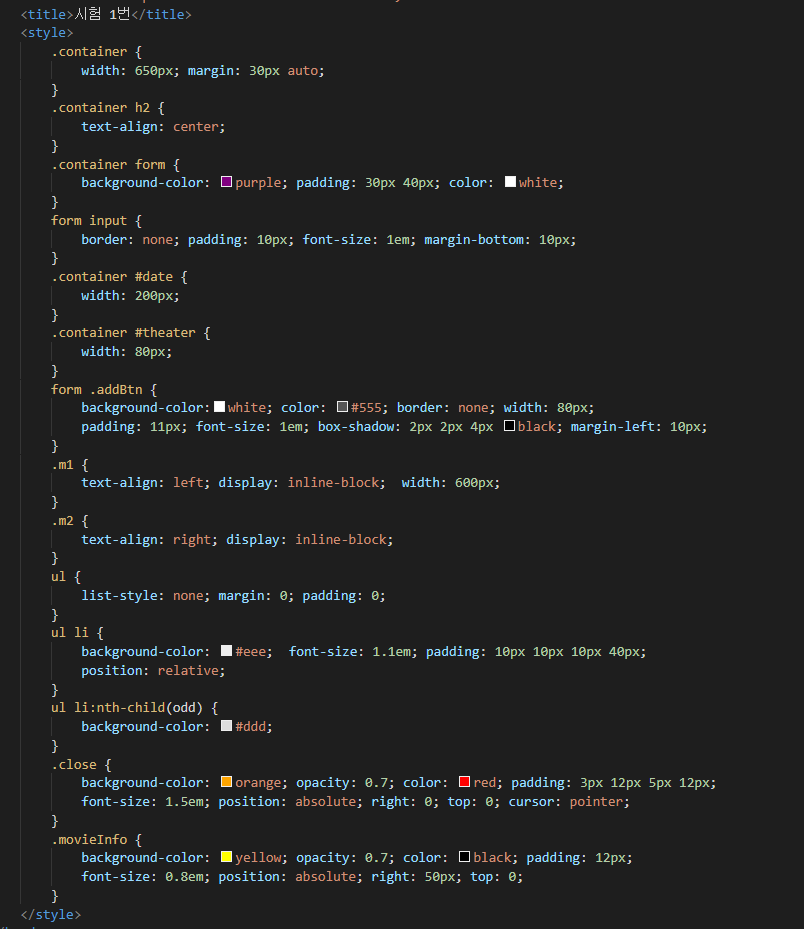 <title>시험 1번</title>
<style>
.container {
width: 650px; margin: 30px auto;
}
.container h2 {
text-align: center;
}
.container form {
background-color: purple; padding: 30px 40px; color: white;
}
form input {
border: none; padding: 10px; font-size: 1em; margin-bottom: 10px;
}
.container #date {
width: 200px;
}
.container #theater {
width: 80px;
}
form .addBtn {
background-color: white; color: #555; border: none; width: 80px;
padding: 11px; font-size: 1em; box-shadow: 2px 2px 4px black; margin-left: 10px;
}
.m1 {
text-align: left; display: inline-block;  width: 600px;
}
.m2 {
text-align: right; display: inline-block;
}
ul {
list-style: none; margin: 0; padding: 0;
}
ul li {
background-color: #eee;  font-size: 1.1em; padding: 10px 10px 10px 40px;
position: relative;
}
ul li:nth-child(odd) {
background-color: #ddd;
}
.close {
background-color: orange; opacity: 0.7; color: red; padding: 3px 12px 5px 12px;
font-size: 1.5em; position: absolute; right: 0; top: 0; cursor: pointer;
}
.movieInfo {
background-color: yellow; opacity: 0.7; color: black; padding: 12px;
font-size: 0.8em; position: absolute; right: 50px; top: 0;
}
</style>